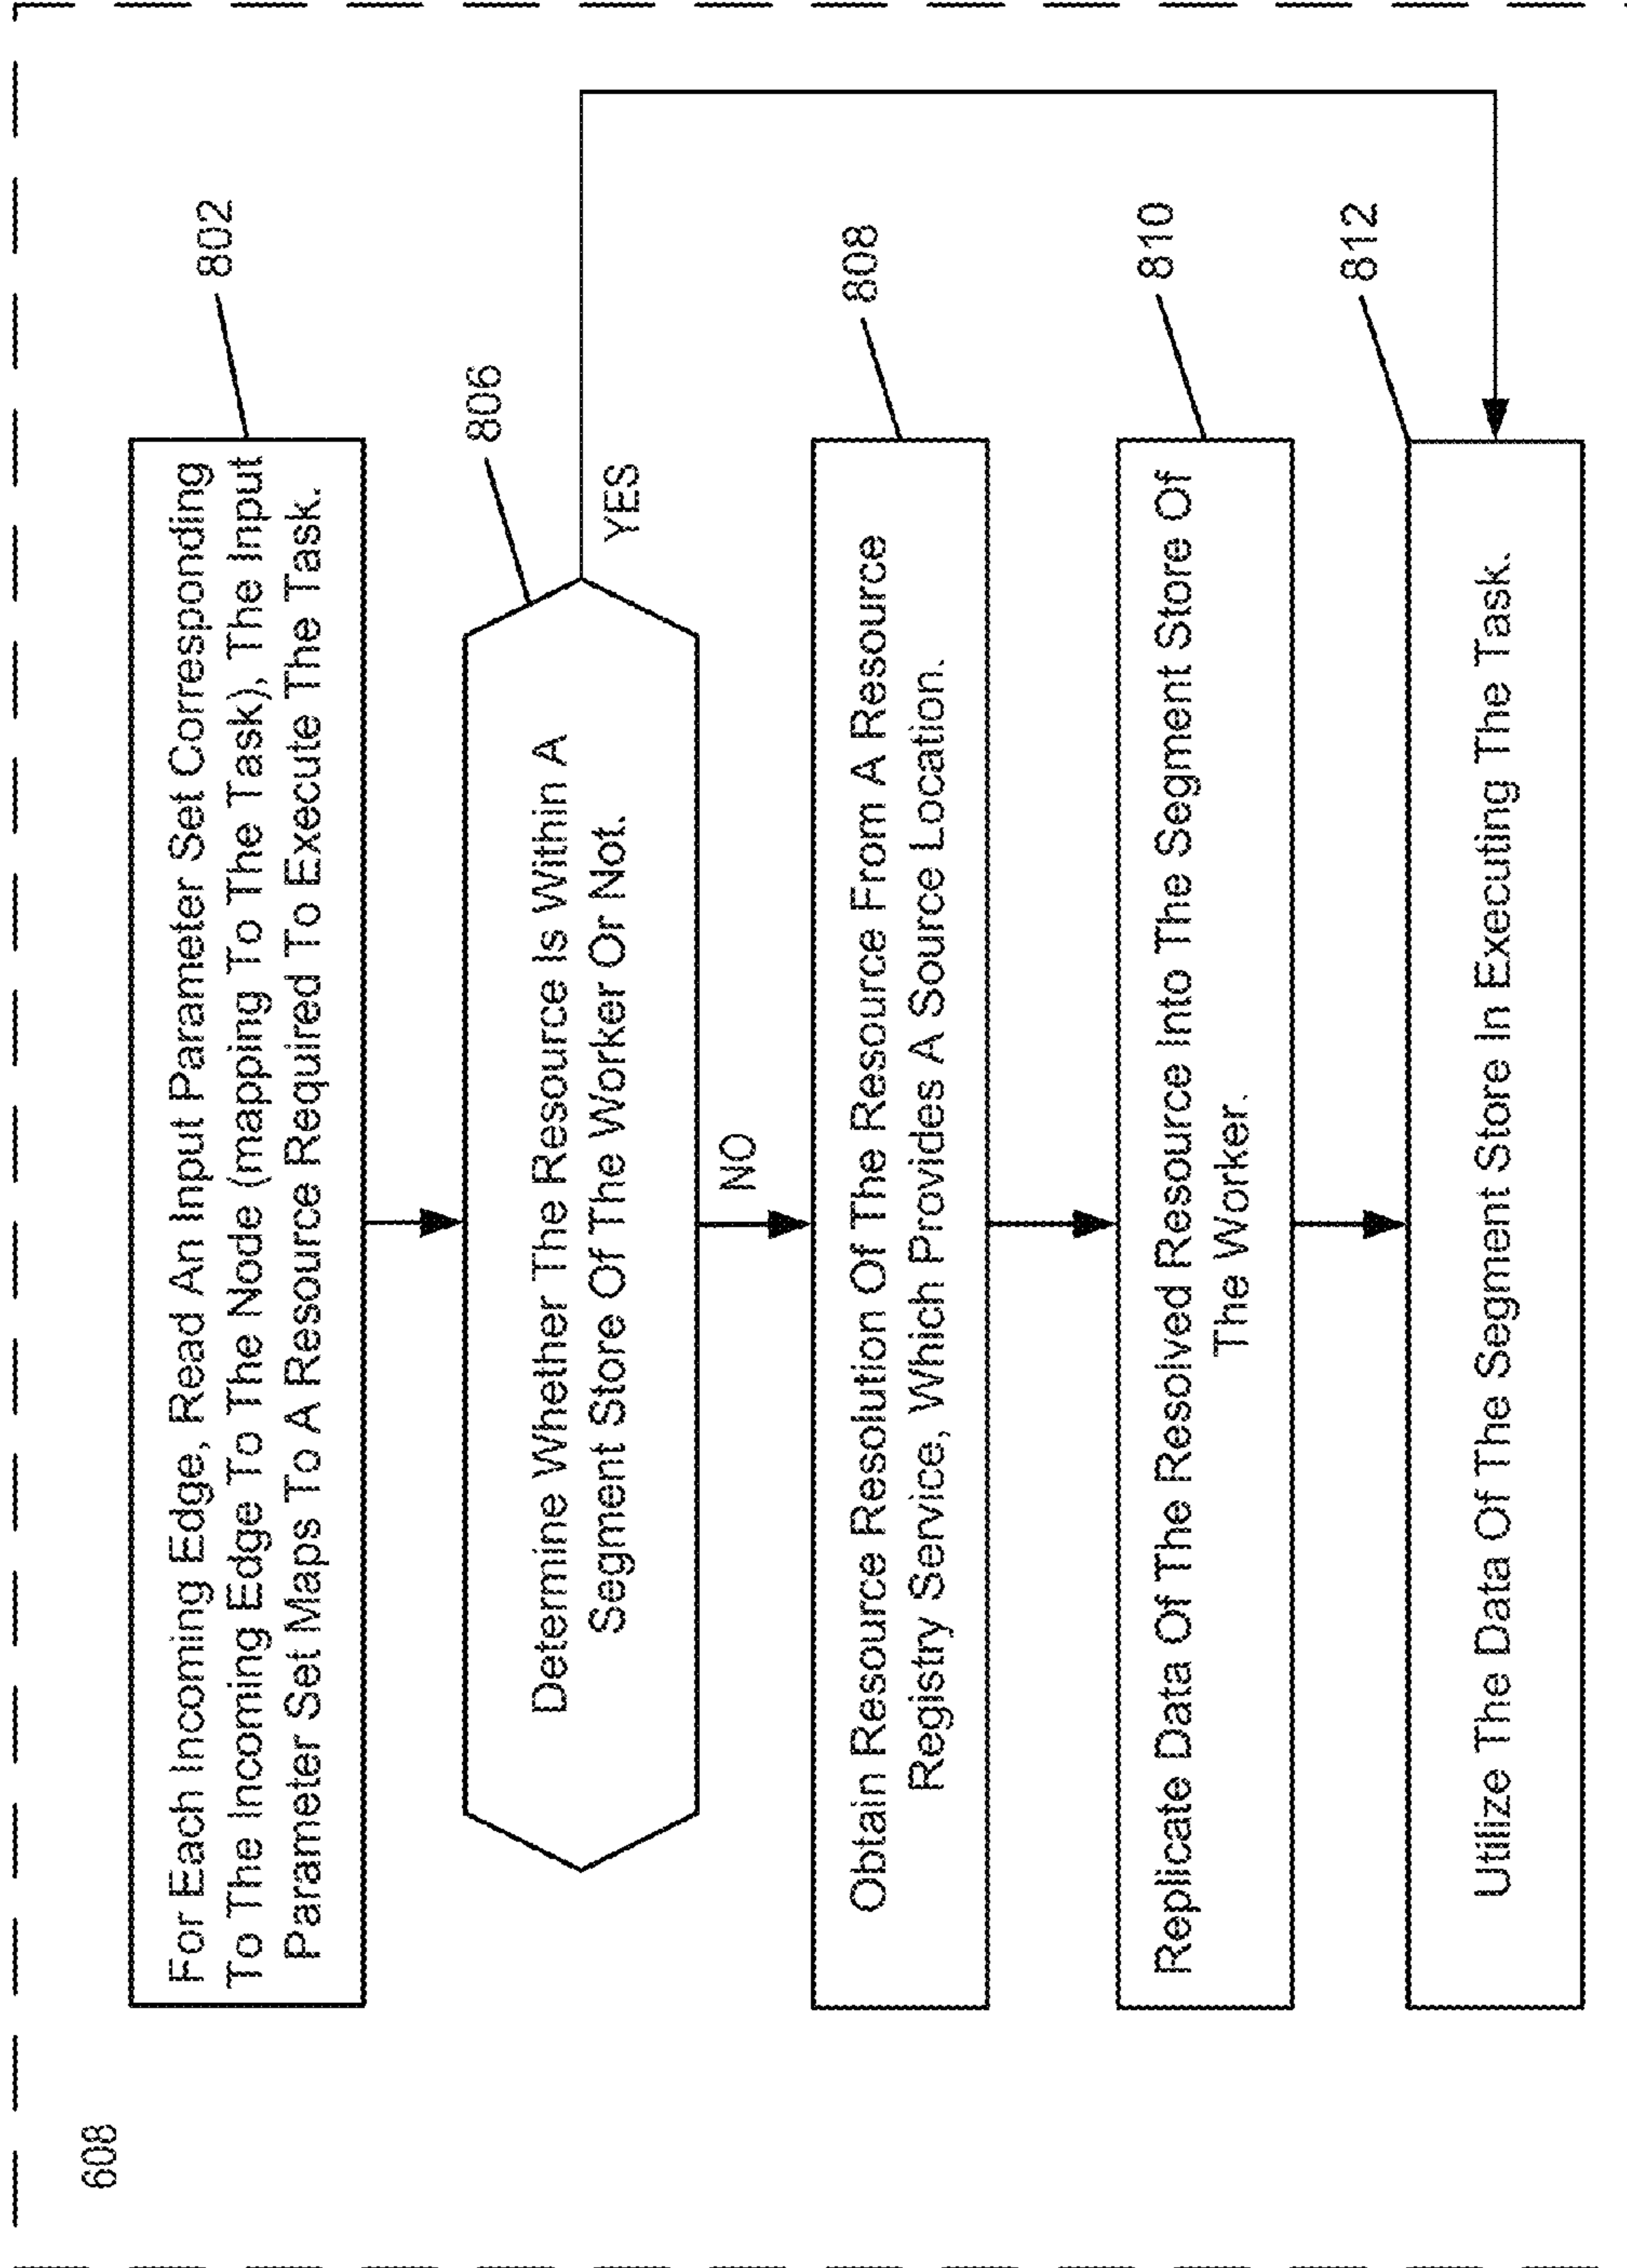 608
For Each Incoming Edge, Read An Input Parameter Set Corresponding
To The Incoming Edge To The Node (mapping To The Task), The Input
Parameter Set Maps To A Resource Required To Execute The Task.
802
Determine Whether The Resource Is Within A
Segment Store Of The Worker Or Not.
806
YES
NO
Obtain Resource Resolution Of The Resource From A Resource
Registry Service, Which Provides A Source Location.
808
Replicate Data Of The Resolved Resource Into The Segment Store Of
The Worker.
810
Utilize The Data Of The Segment Store In Executing The Task.
812